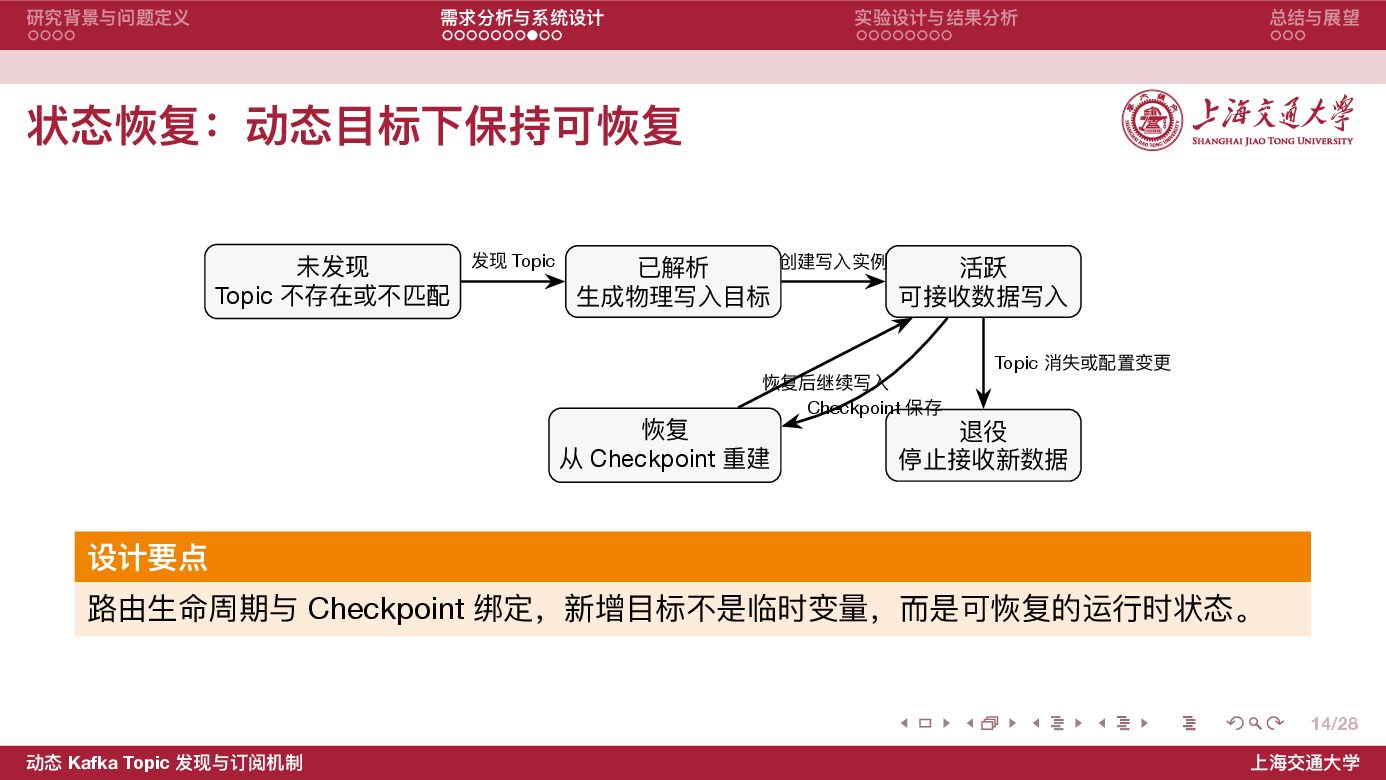 研究背景与问题定义
需求分析与系统设计
实验设计与结果分析
总结与展望
状态恢复：动态目标下保持可恢复
上海交通大学
SHANGHAI JIAO TONG UNIVERSITY
未发现
Topic 不存在或不匹配
发现 Topic
已解析
生成物理写入目标
创建写入实例
活跃
可接收数据写入
Topic 消失或配置变更
恢复后继续写入
Checkpoint 保存
恢复
从 Checkpoint 重建
退役
停止接收新数据
设计要点
路由生命周期与 Checkpoint 绑定，新增目标不是临时变量，而是可恢复的运行时状态。
14/28
动态 Kafka Topic 发现与订阅机制
上海交通大学